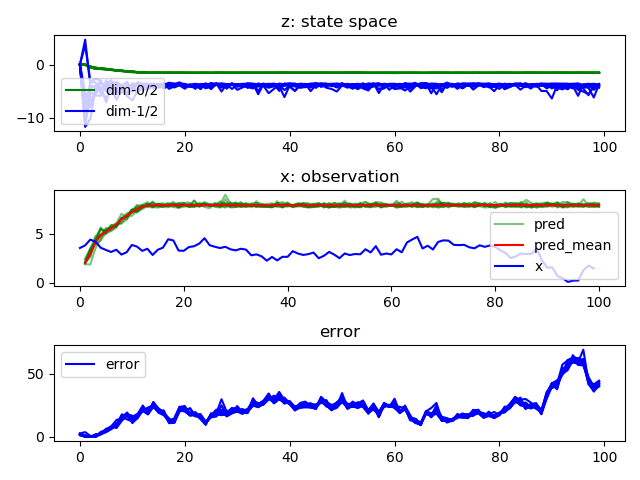 z: state space
0
−10
dim-0/2
dim-1/2
0 20 40 60 80 100
x: observation
5
0
pred
pred_mean
x
0 20 40 60 80 100
error
50
0
error
0 20 40 60 80 100